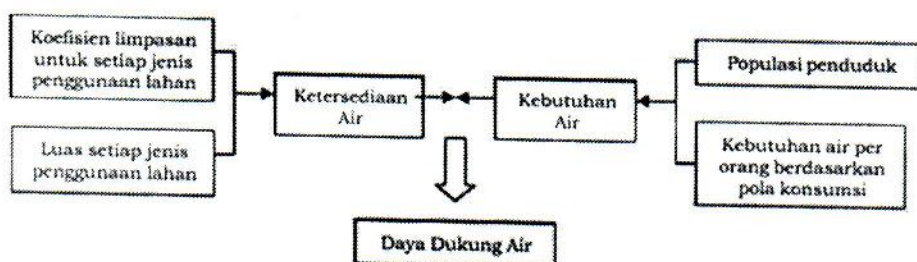 Koefisien limpasan
untuk setiap jenis
penggunaan lahan
Luas setiap jenis
penggunaan lahan
Ketersediaan
Air
Kebutuhan
Air
Populasi penduduk
Kebutuhan air per
orang berdasarkan
pola konsumsi
Daya Dukung Air